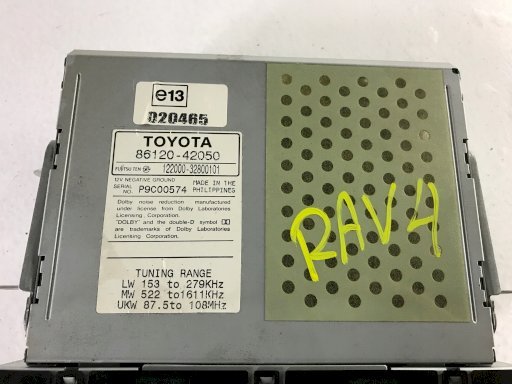 e13
020465
TOYOTA
86120-42050
FUJITSU TEN 122000-32800101
12V NEGATIVE GROUND
SERIAL NO. P9C00574 MADE IN THE PHILIPPINES
Dolby noise reduction manufactured
under license from Dolby Laboratories
Licensing Corporation.
"DOLBY" and the double-D symbol
are trademarks of Dolby Laboratories
Licensing Corporation.
TUNING RANGE
LW 153 to 279KHz
MW 522 to1611KHz
UKW 87.5to 108MHz
RAV4